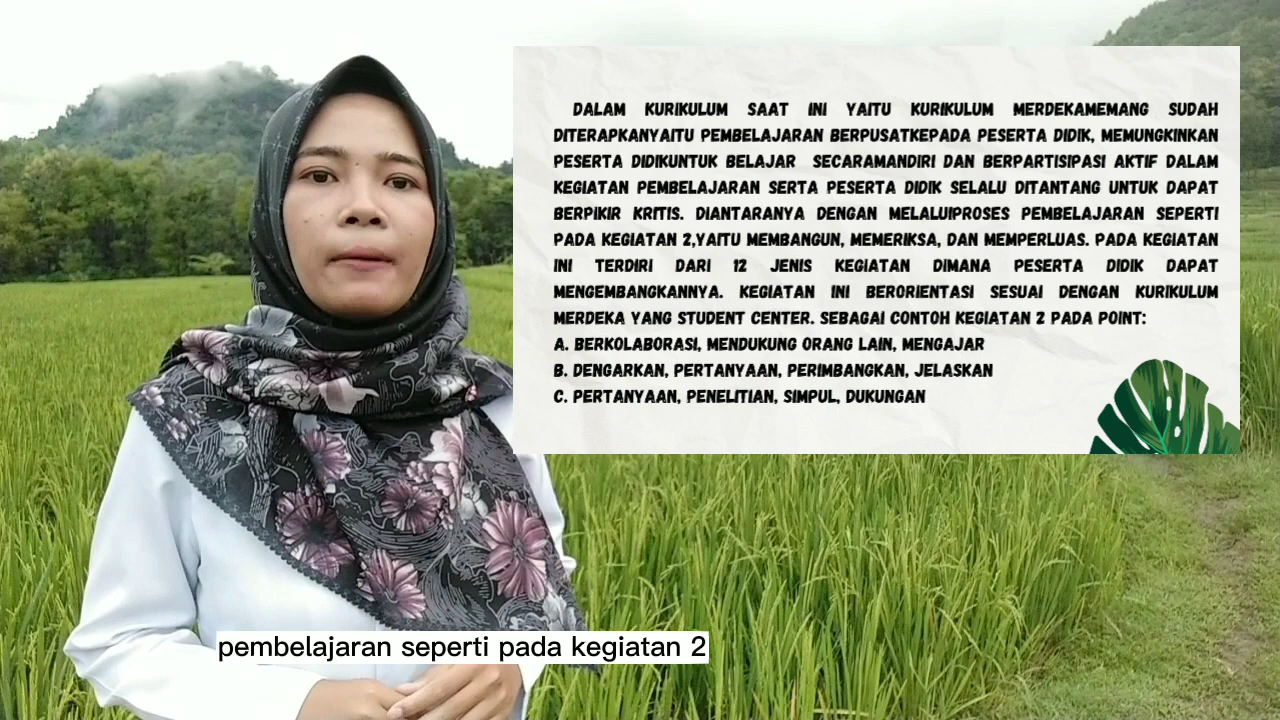 DALAM KURIKULUM SAAT INI YAITU KURIKULUM MERDEKAMEMANG SUDAH
DITERAPKANYAITU PEMBELAJARAN BERPUSATKEPADA PESERTA DIDIK, MEMUNGKINKAN
PESERTA DIDIKUNTUK BELAJAR SECARAMANDIRI DAN BERPARTISIPASI AKTIF DALAM
KEGIATAN PEMBELAJARAN SERTA PESERTA DIDIK SELALU DITANTANG UNTUK DAPAT
BERPIKIR KRITIS. DIANTARANYA DENGAN MELALUIPROSES PEMBELAJARAN SEPERTI
PADA KEGIATAN 2,YAITU MEMBANGUN, MEMERIKSA, DAN MEMPERLUAS. PADA KEGIATAN
INI TERDIRI DARI 12 JENIS KEGIATAN DIMANA PESERTA DIDIK DAPAT
MENGEMBANGKANNYA. KEGIATAN INI BERORIENTASI SESUAI DENGAN KURIKULUM
MERDEKA YANG STUDENT CENTER. SEBAGAI CONTOH KEGIATAN 2 PADA POINT:
A. BERKOLABORASI, MENDUKUNG ORANG LAIN, MENGAJAR
B. DENGARKAN, PERTANYAAN, PERIMBANGKAN, JELASKAN
C. PERTANYAAN, PENELITIAN, SIMPUL, DUKUNGAN
pembelajaran seperti pada kegiatan 2